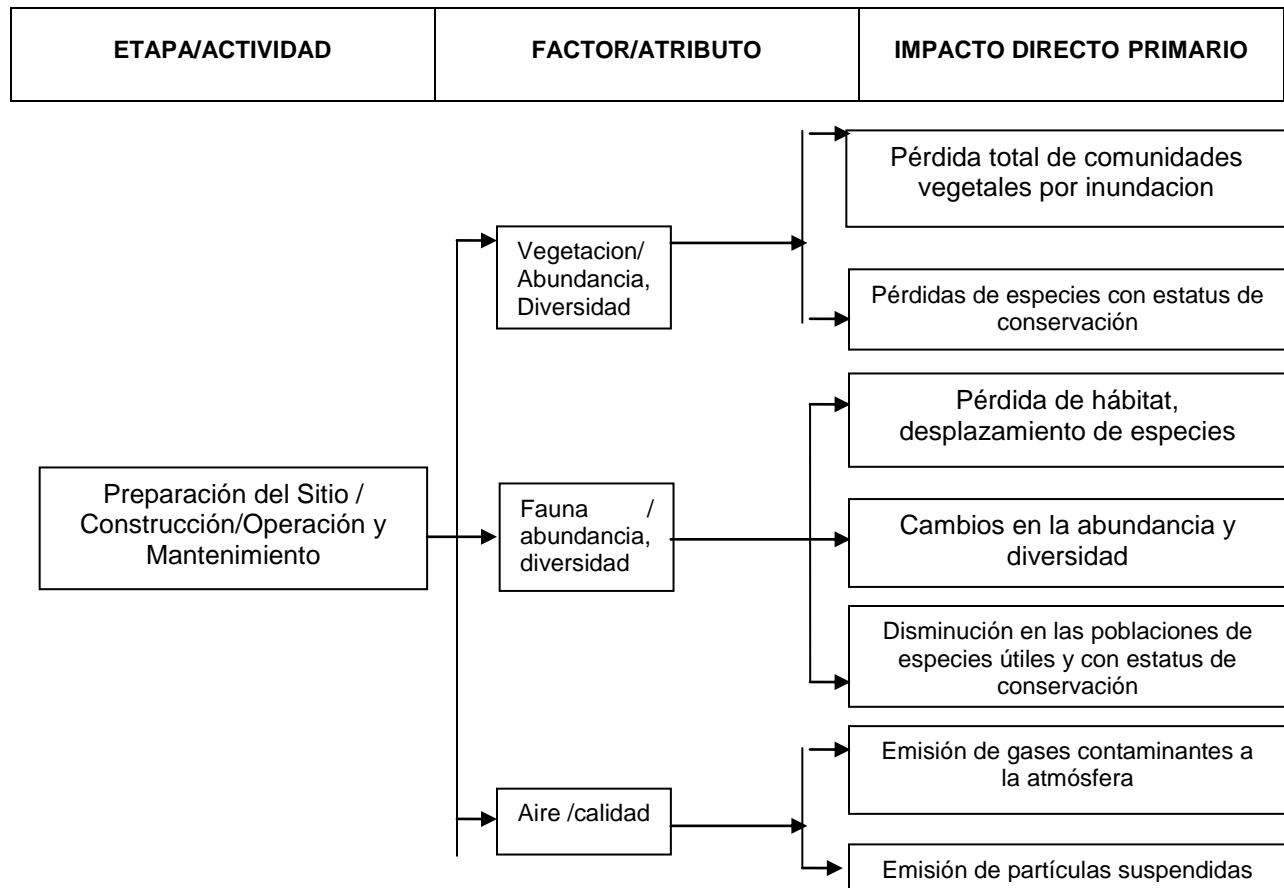 ETAPA/ACTIVIDAD
FACTOR/ATRIBUTO
IMPACTO DIRECTO PRIMARIO
Preparación del Sitio /
Construcción/Operación y
Mantenimiento
Vegetacion/
Abundancia,
Diversidad
Pérdida total de comunidades
vegetales por inundacion
Pérdidas de especies con estatus de
conservación
Fauna /
abundancia,
diversidad
Pérdida de hábitat,
desplazamiento de especies
Cambios en la abundancia y
diversidad
Disminución en las poblaciones de
especies útiles y con estatus de
conservación
Aire /calidad
Emisión de gases contaminantes a
la atmósfera
Emisión de partículas suspendidas